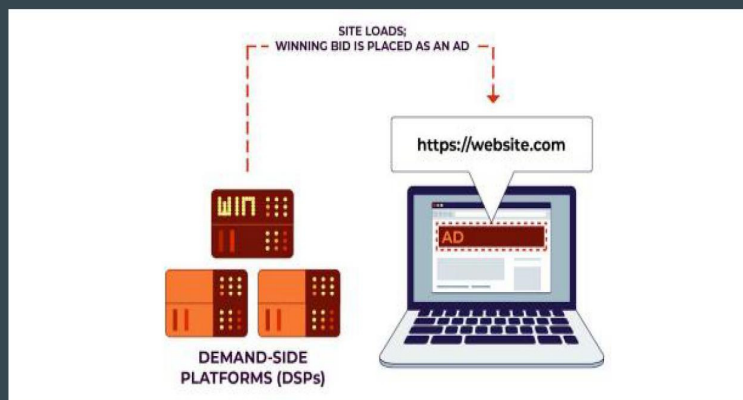 SITE LOADS;
WINNING BID IS PLACED AS AN AD
https://website.com
WIN
AD
DEMAND-SIDE
PLATFORMS (DSPs)